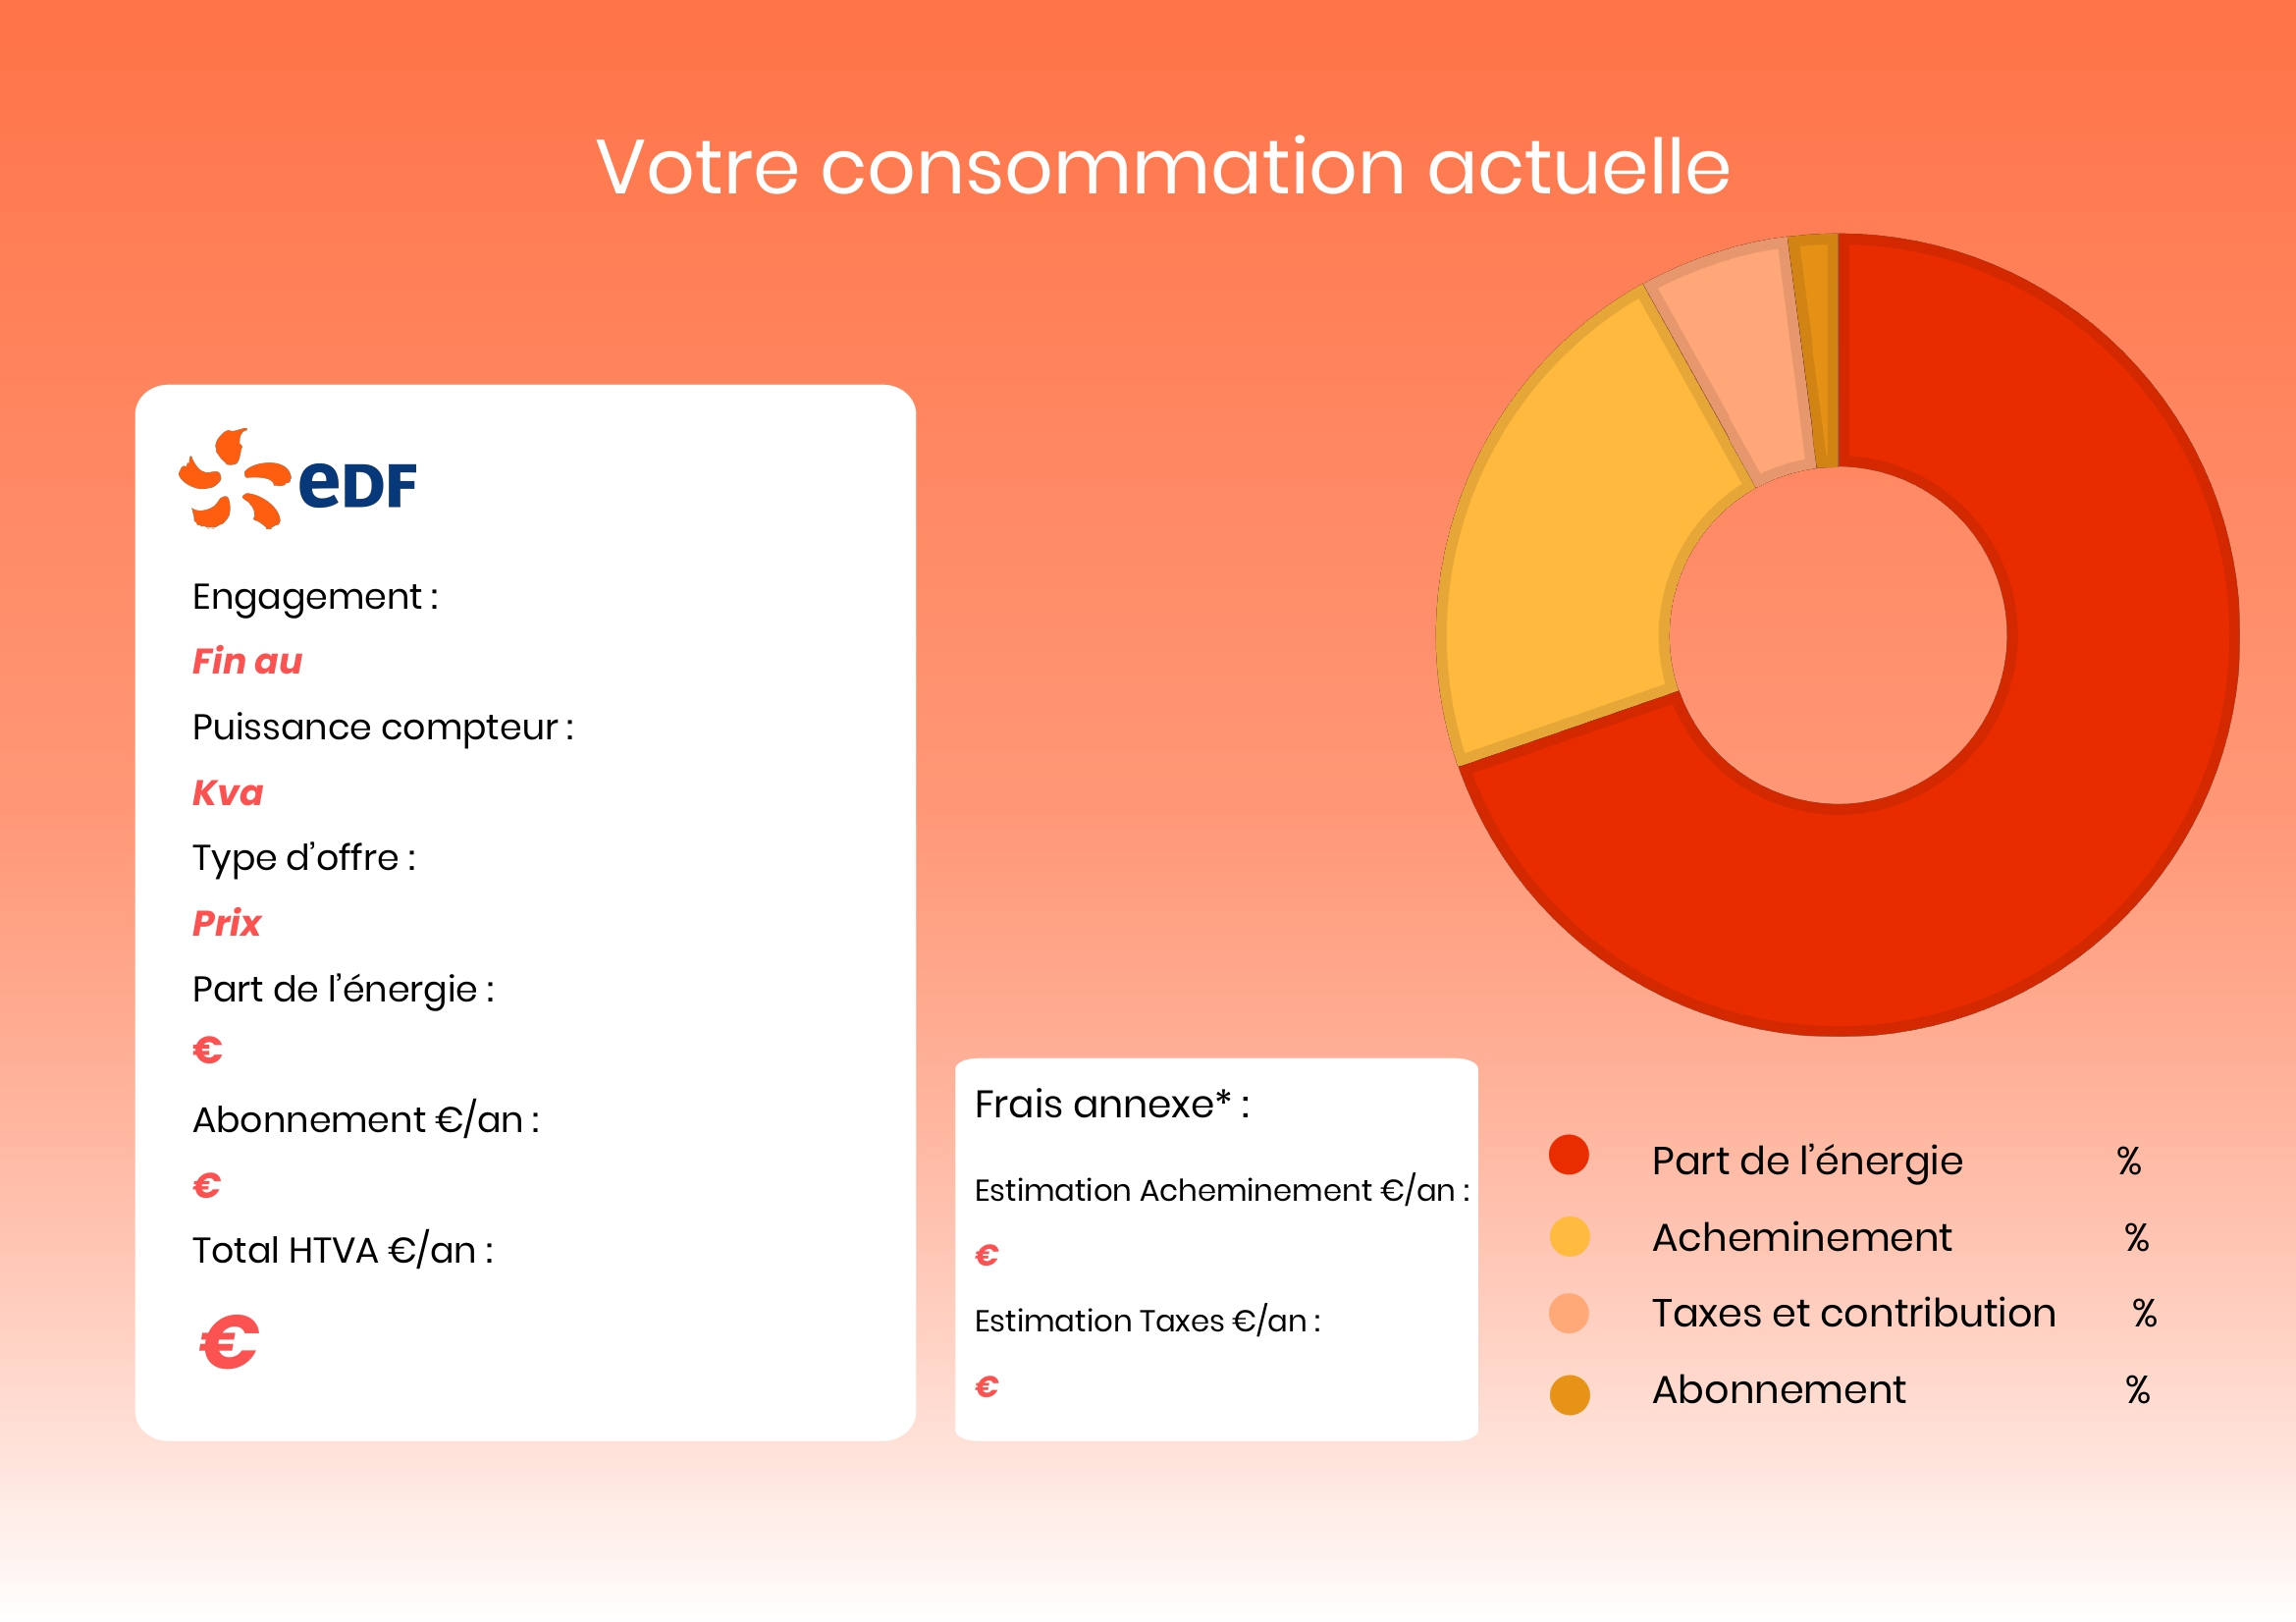 Votre consommation actuelle
eDF
Engagement :
Fin au
Puissance compteur :
Kva
Type d’offre :
Prix
Part de l’énergie :
€
Abonnement €/an :
€
Total HTVA €/an :
€
Frais annexe* :
Estimation Acheminement €/an :
€
Estimation Taxes €/an :
€
Part de l’énergie %
Acheminement %
Taxes et contribution %
Abonnement %